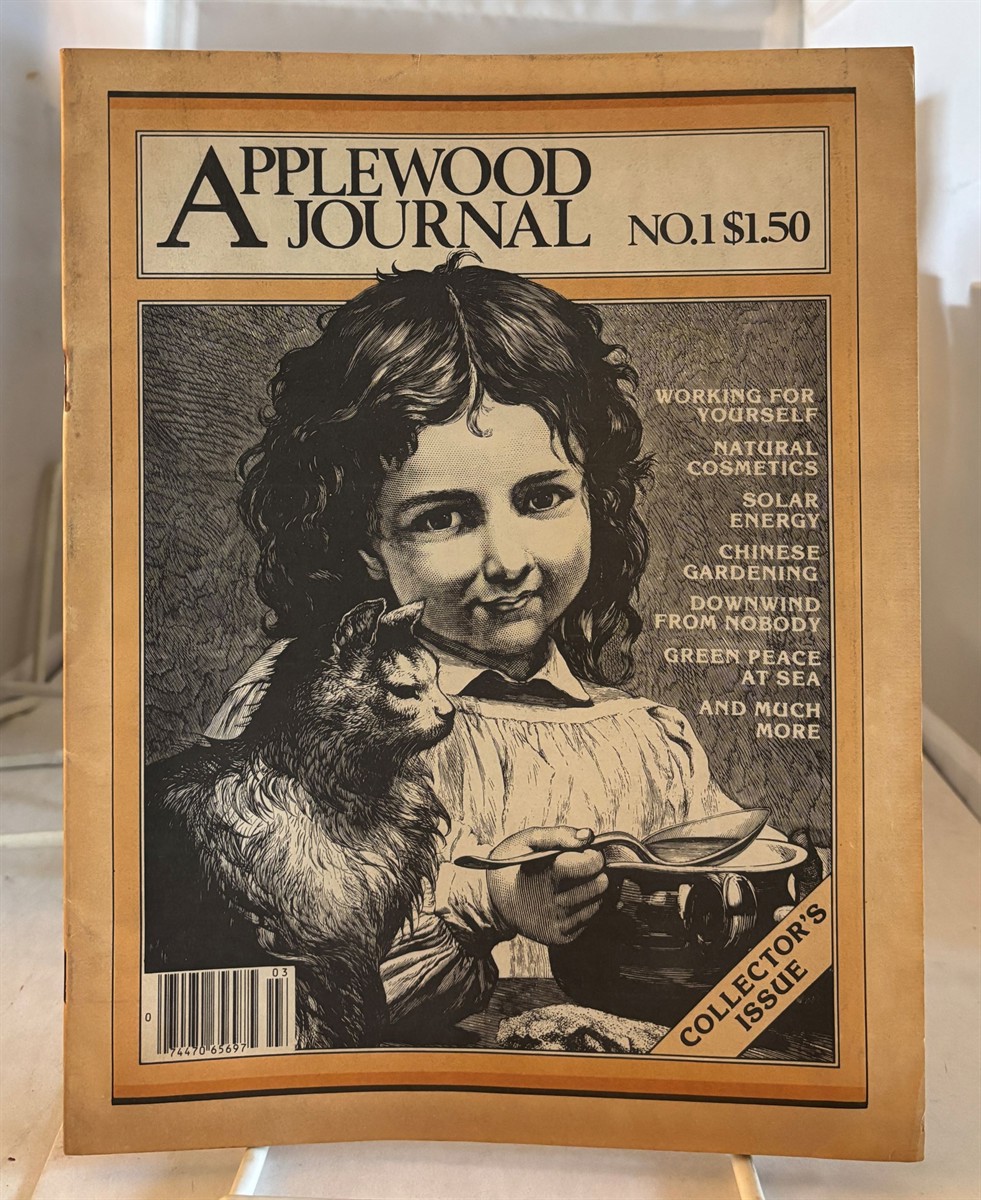 APPLEWOOD
JOURNAL
NO.1 $1.50
WORKING FOR
YOURSELF
NATURAL
COSMETICS
SOLAR
ENERGY
CHINESE
GARDENING
DOWNWIND
FROM NOBODY
GREEN PEACE
AT SEA
AND MUCH
MORE
COLLECTOR'S
ISSUE
03
0
74470 65697